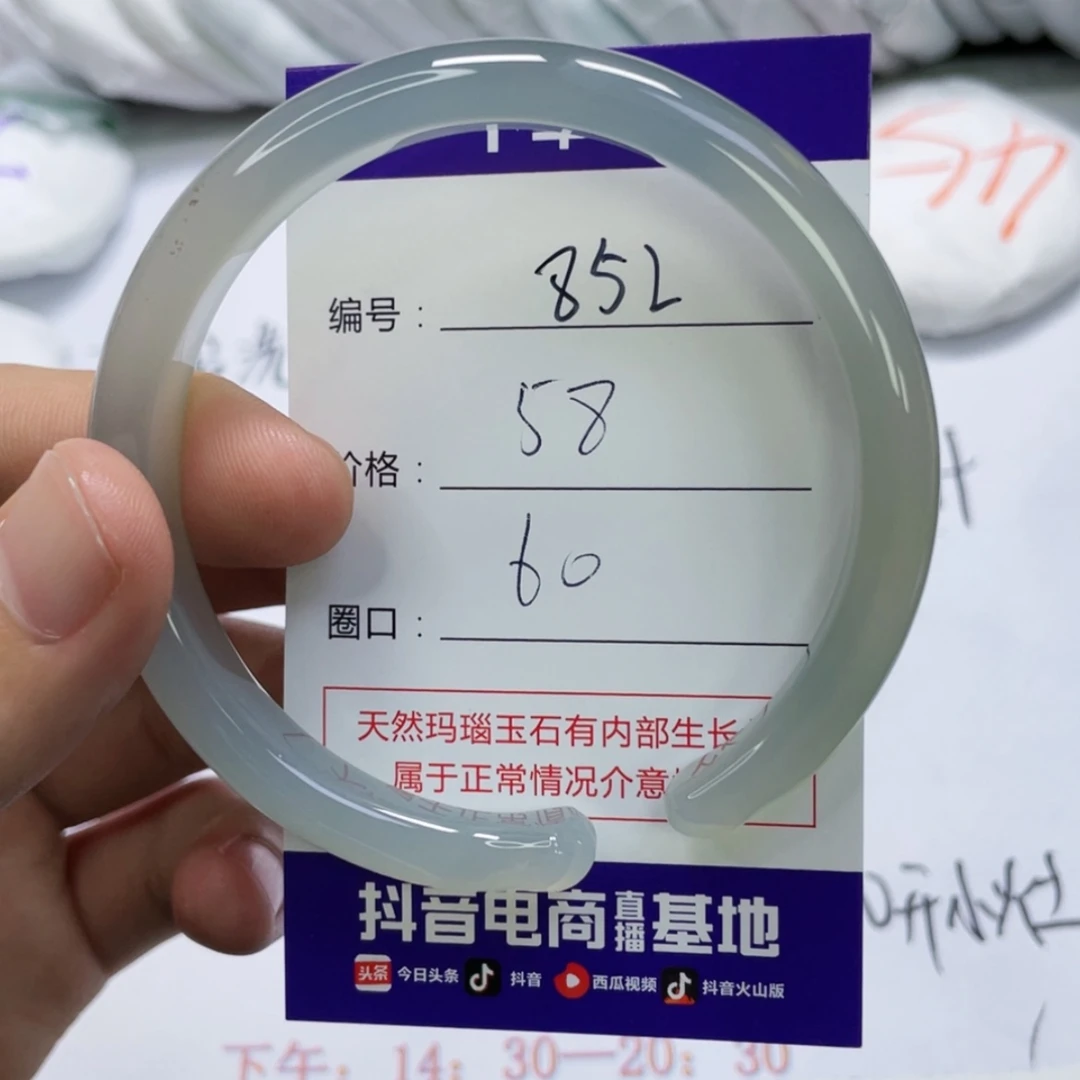 编号： 852
价格： 58
圈口： 60
天然玛瑙玉石有内部生长
属于正常情况介意
抖音电商直播基地
头条 今日头条 抖音 西瓜视频 抖音火山版
下午：14：30—20：30